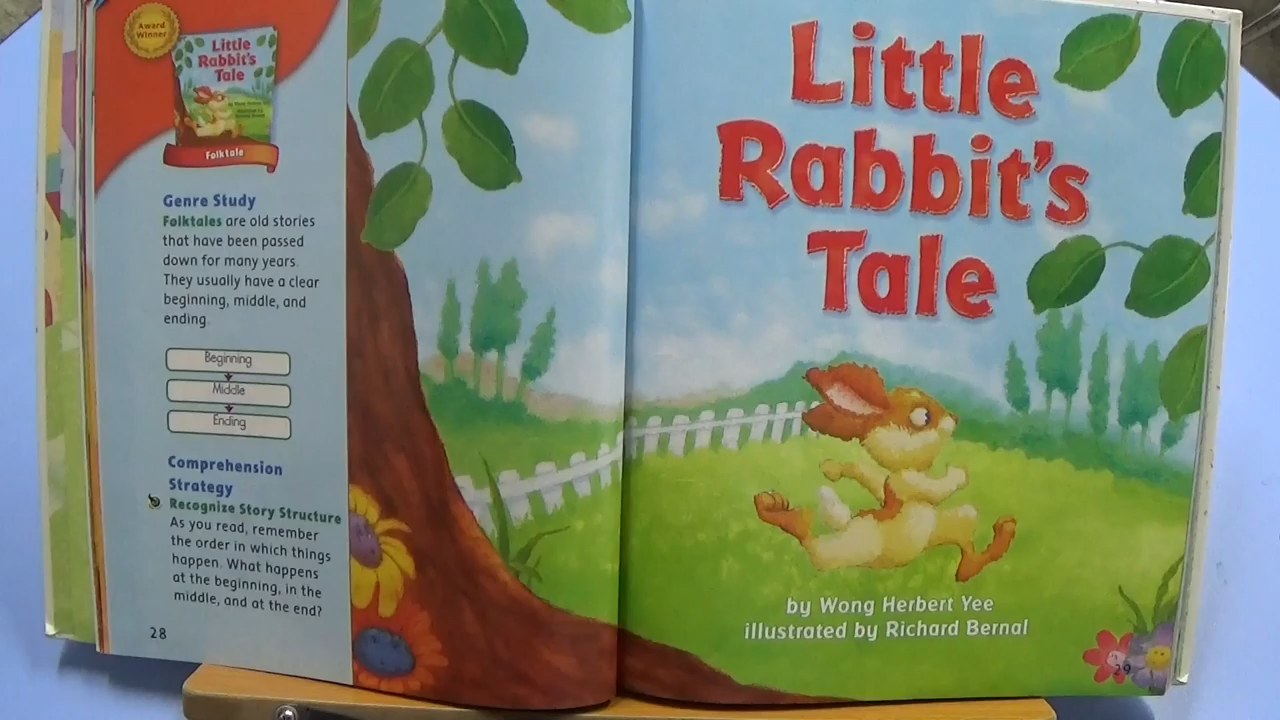 Award
Winner
Little
Rabbit's
Tale
Folktale
Genre Study
Folktales are old stories
that have been passed
down for many years.
They usually have a clear
beginning, middle, and
ending.
Beginning
Middle
Ending
Comprehension
Strategy
Recognize Story Structure
As you read, remember
the order in which things
happen. What happens
at the beginning, in the
middle, and at the end?
28
Little
Rabbit's
Tale
by Wong Herbert Yee
illustrated by Richard Bernal
29